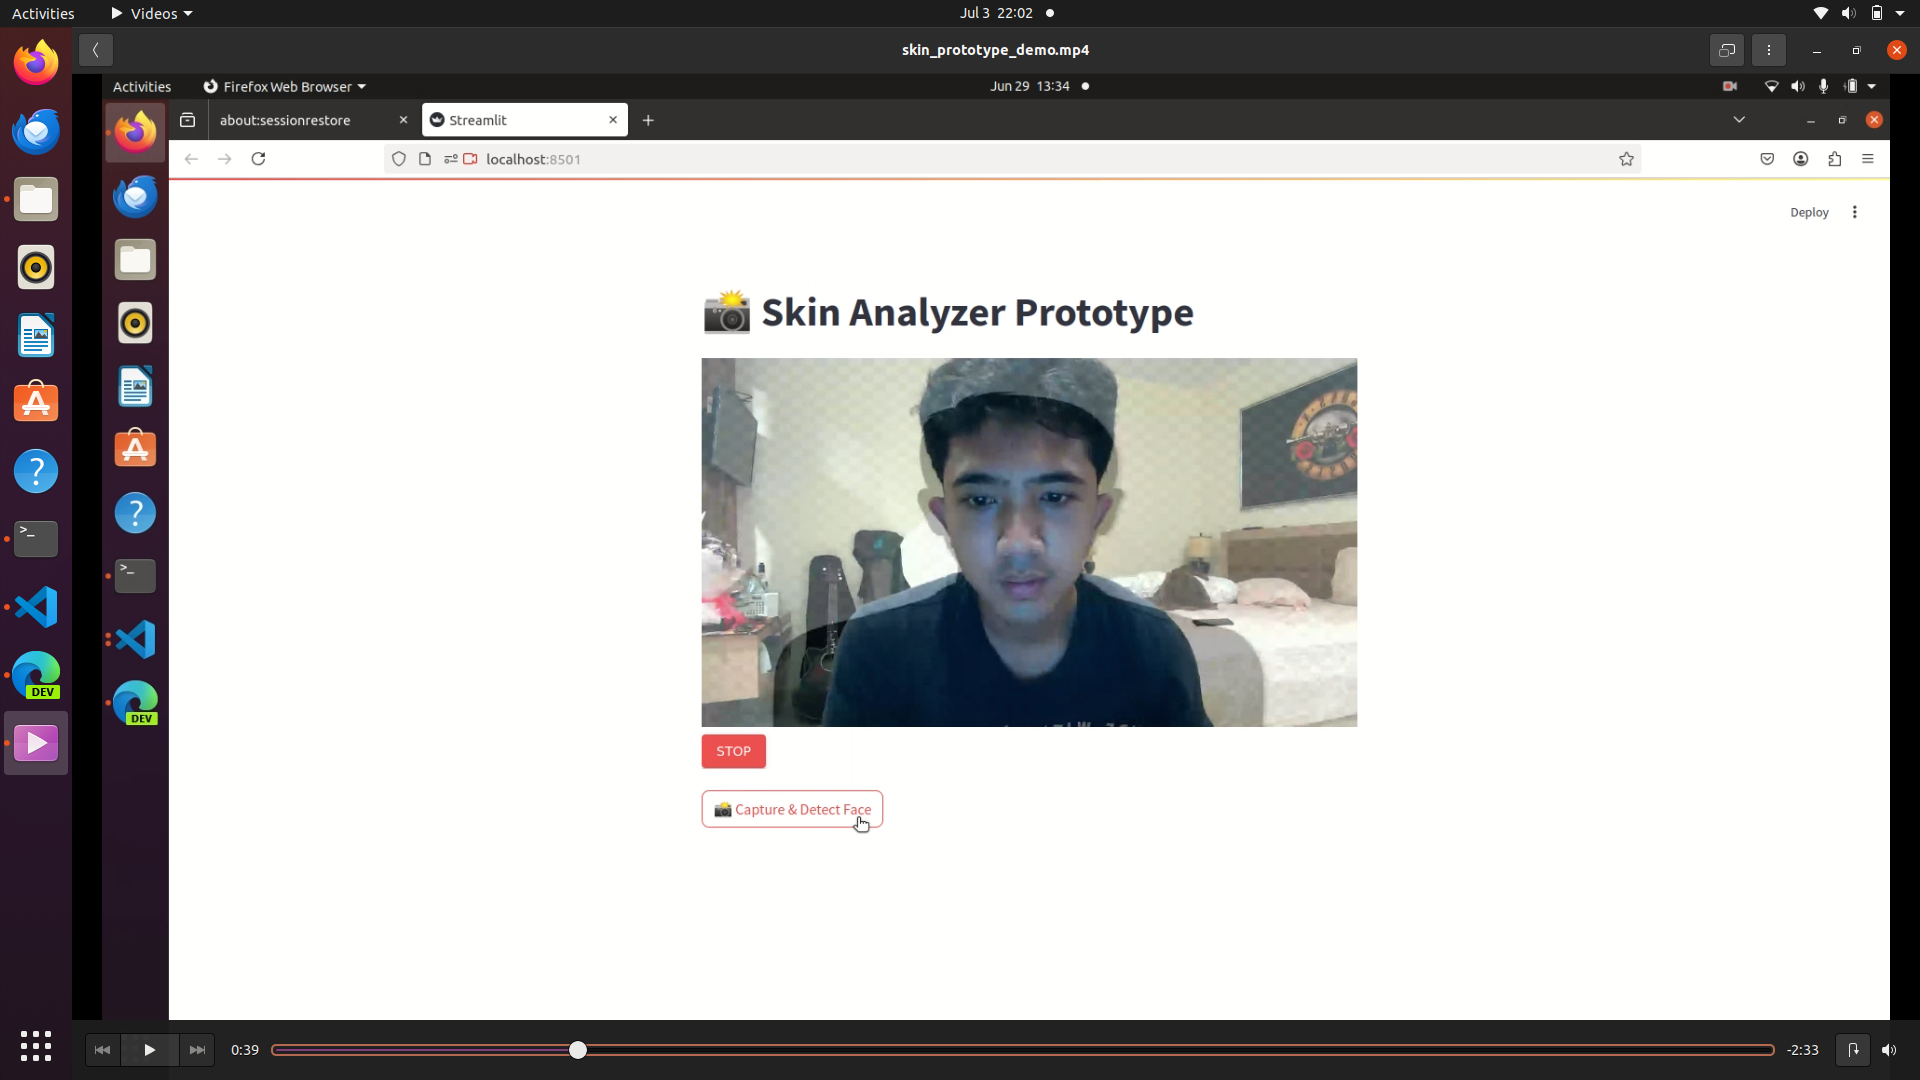 Activities
Videos
Jul 3 22:02
skin_prototype_demo.mp4
Activities
Firefox Web Browser
Jun 29 13:34
about:sessionrestore
Streamlit
localhost:8501
Deploy
Skin Analyzer Prototype
STOP
Capture & Detect Face
DEV
DEV
0:39
-2:33